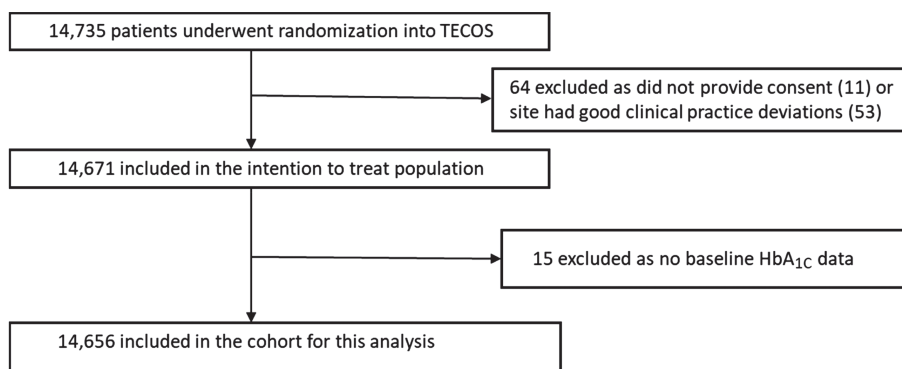 14,735 patients underwent randomization into TECOS
64 excluded as did not provide consent (11) or
site had good clinical practice deviations (53)
14,671 included in the intention to treat population
15 excluded as no baseline HbA1C data
14,656 included in the cohort for this analysis